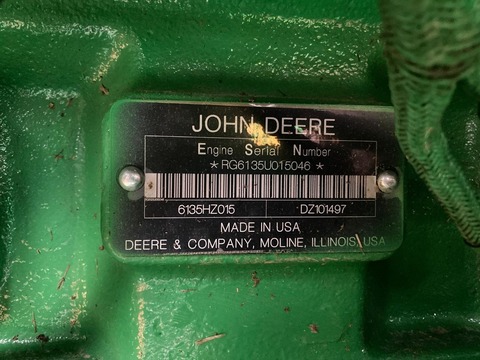 JOHN DEERE
Engine Serial Number
*RG6135U015046*
6135HZ015 DZ101497
MADE IN USA
DEERE & COMPANY, MOLINE, ILLINOIS USA